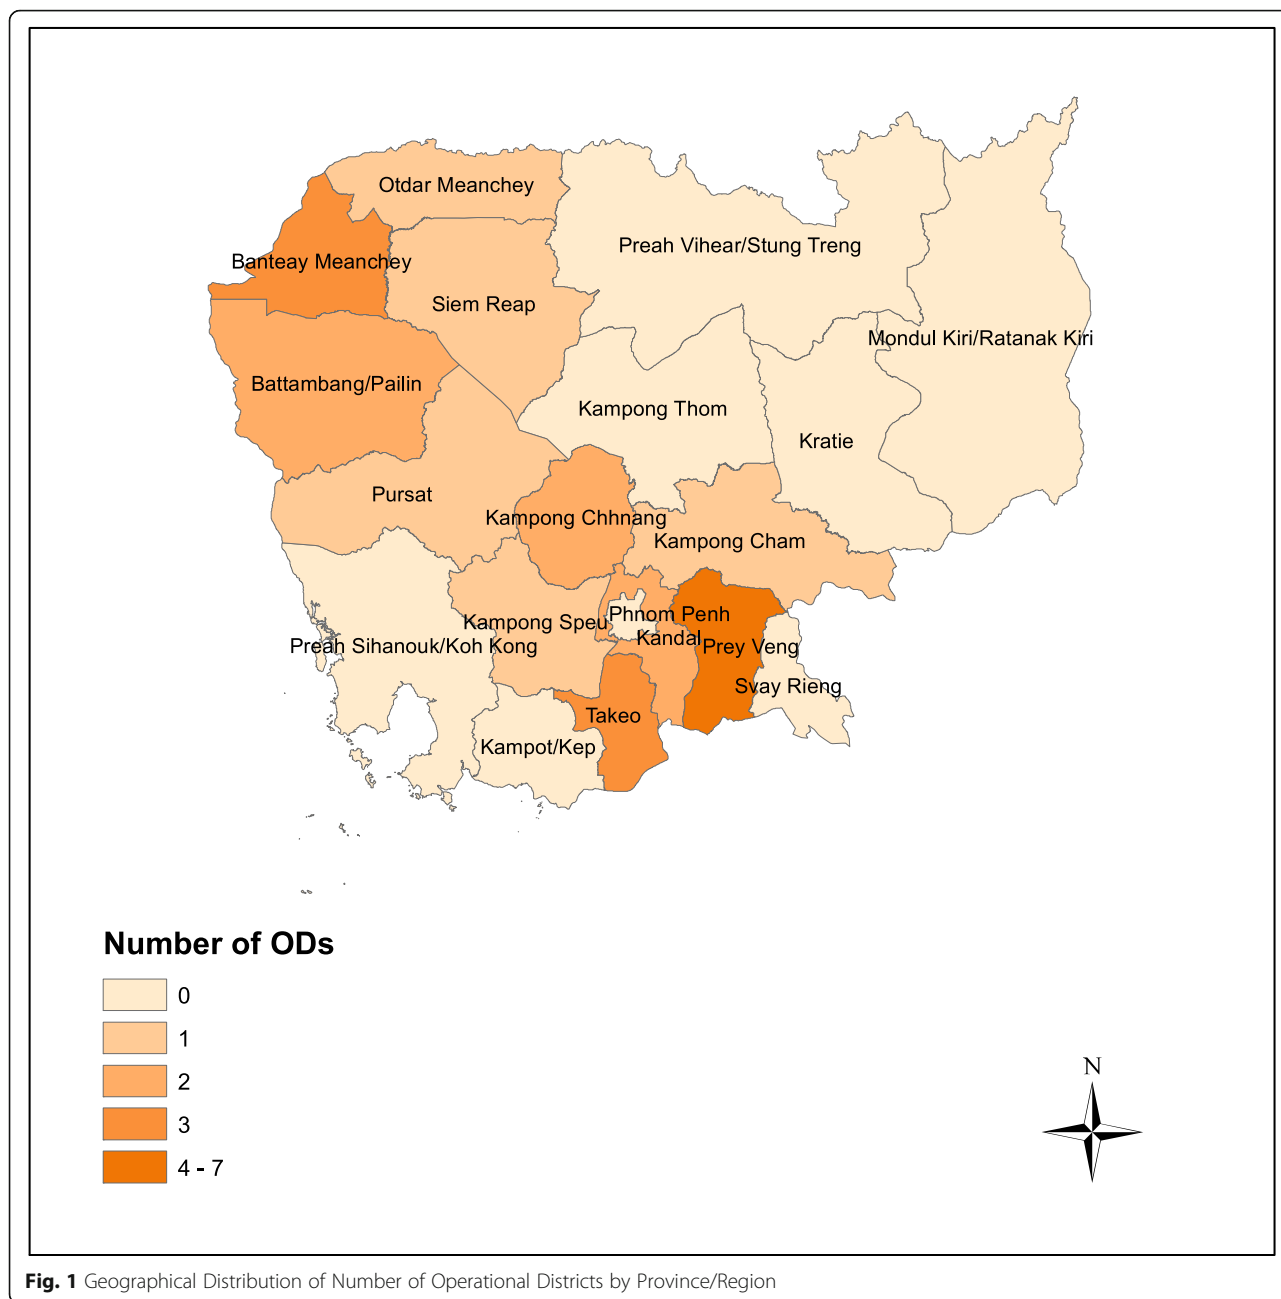 Otdar Meanchey
Preah Vihear/Stung Treng
Banteay Meanchey
Siem Reap
Mondul Kiri/Ratanak Kiri
Battambang/Pailin
Kampong Thom
Kratie
Pursat
Kampong Chhnang
Kampong Cham
Phnom Penh
Kampong Speu
Kandal
Preah Sihanouk/Koh Kong
Prey Veng
Svay Rieng
Takeo
Kampot/Kep
Number of ODs
0
1
2
3
4 - 7
N
Fig. 1 Geographical Distribution of Number of Operational Districts by Province/Region